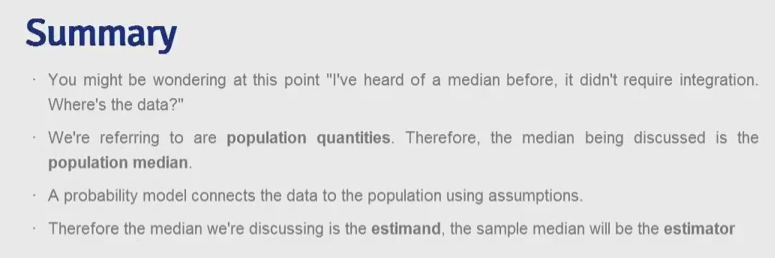 Summary
· You might be wondering at this point "I've heard of a median before, it didn't require integration.
Where's the data?"
· We're referring to are population quantities. Therefore, the median being discussed is the
population median.
· A probability model connects the data to the population using assumptions.
· Therefore the median we're discussing is the estimand, the sample median will be the estimator